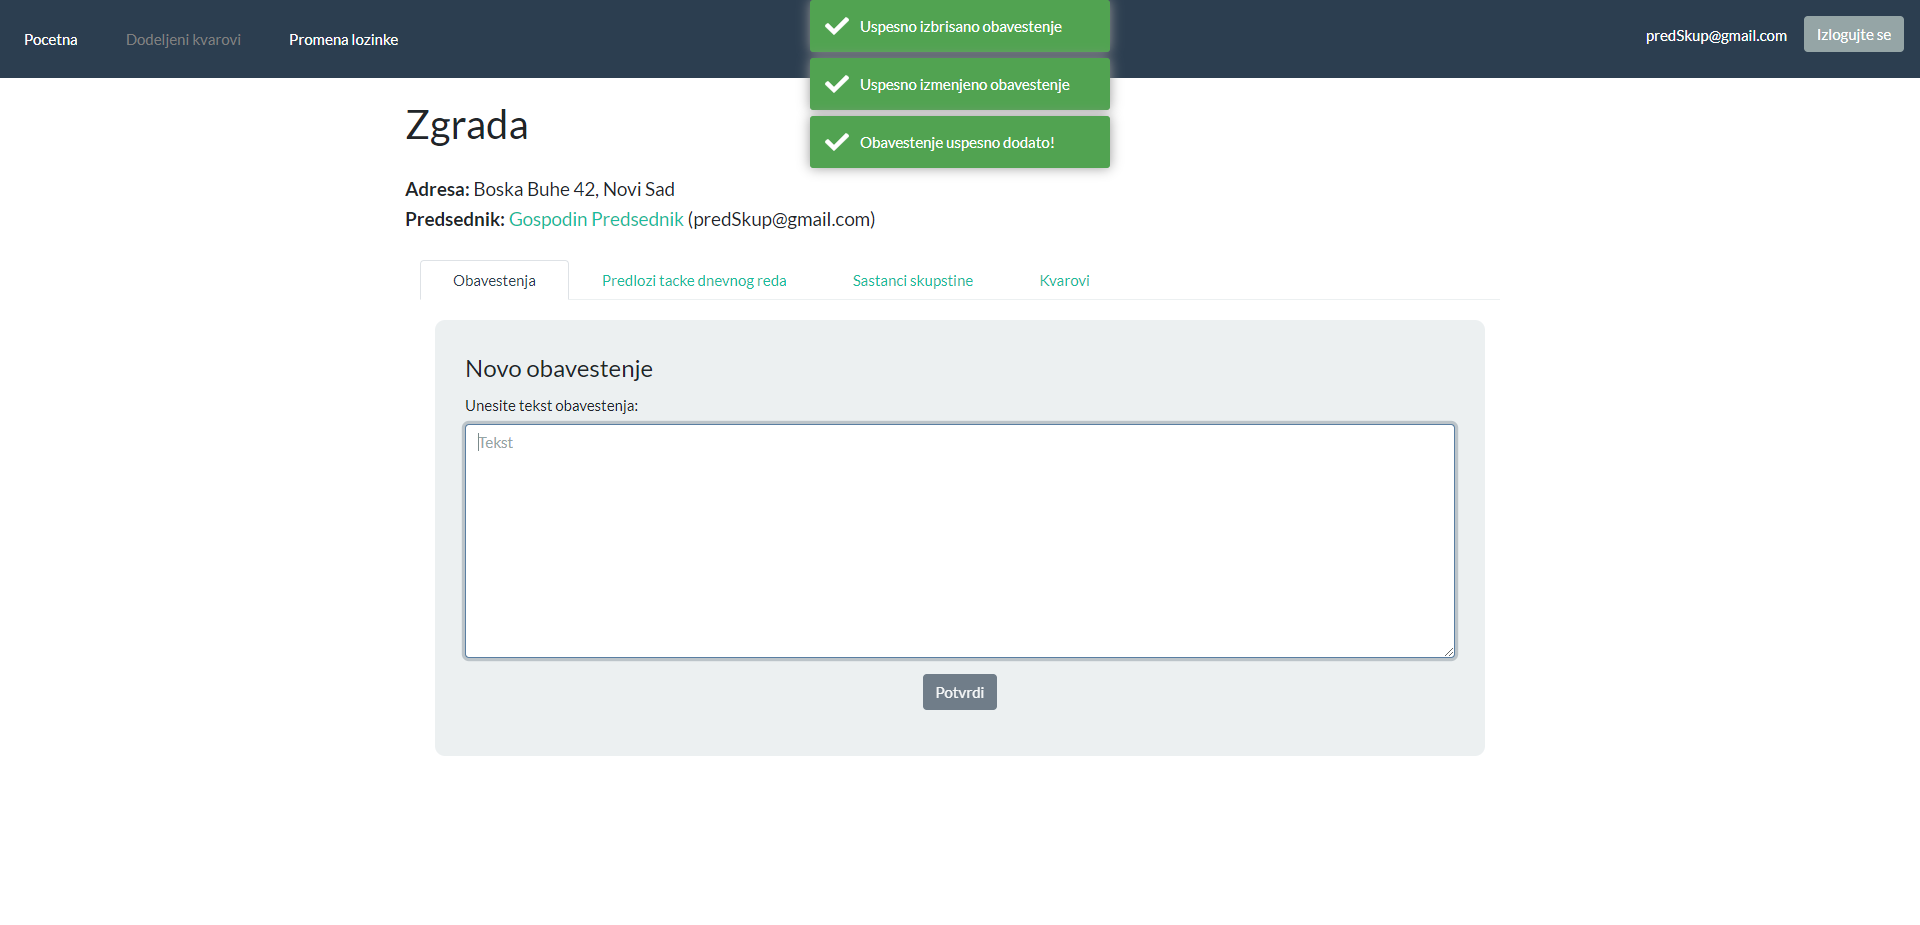 Pocetna
Dodeljeni kvarovi
Promena lozinke
Uspesno izbrisano obavestenje
predSkup@gmail.com
Izlogujte se
Uspesno izmenjeno obavestenje
Obavestenje uspesno dodato!
Zgrada
Adresa: Boska Buhe 42, Novi Sad
Predsednik: Gospodin Predsednik (predSkup@gmail.com)
Obavestenja
Predlozi tacke dnevnog reda
Sastanci skupstine
Kvarovi
Novo obavestenje
Unesite tekst obavestenja:
Tekst
Potvrdi